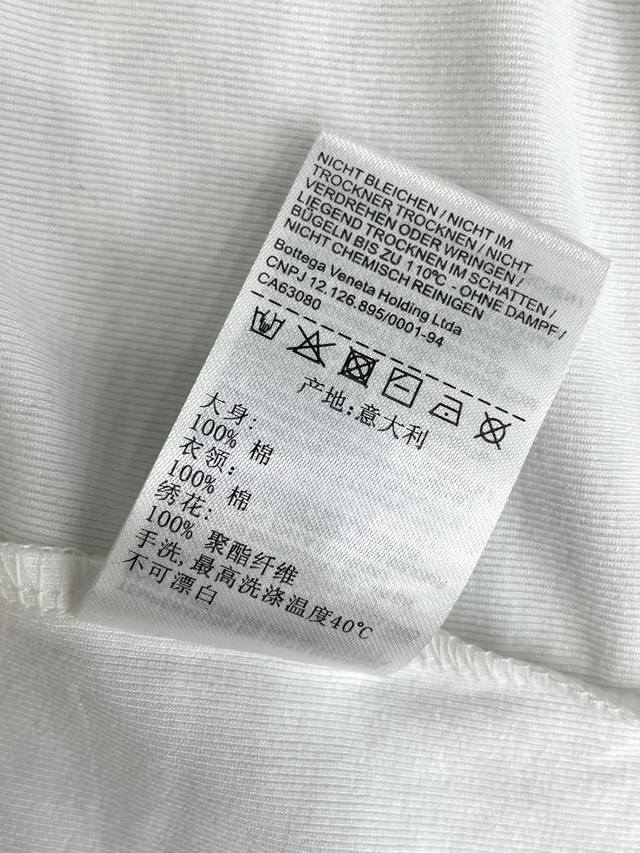 NICHT BLEICHEN / NICHT IM
TROCKNER TROCKNEN / NICHT
VERDREHEN ODER WRINGEN /
LIEGEND TROCKNEN IM SCHATTEN /
BÜGELN BIS ZU 110ºC - OHNE DAMPF /
NICHT CHEMISCH REINIGEN
Bottega Veneta Holding Ltda
CNPJ 12.126.895/0001-94
CA63080
产地:意大利
大身:
100% 棉
衣领:
100% 棉
绣花:
100% 聚酯纤维
手洗,最高洗涤温度40℃
不可漂白